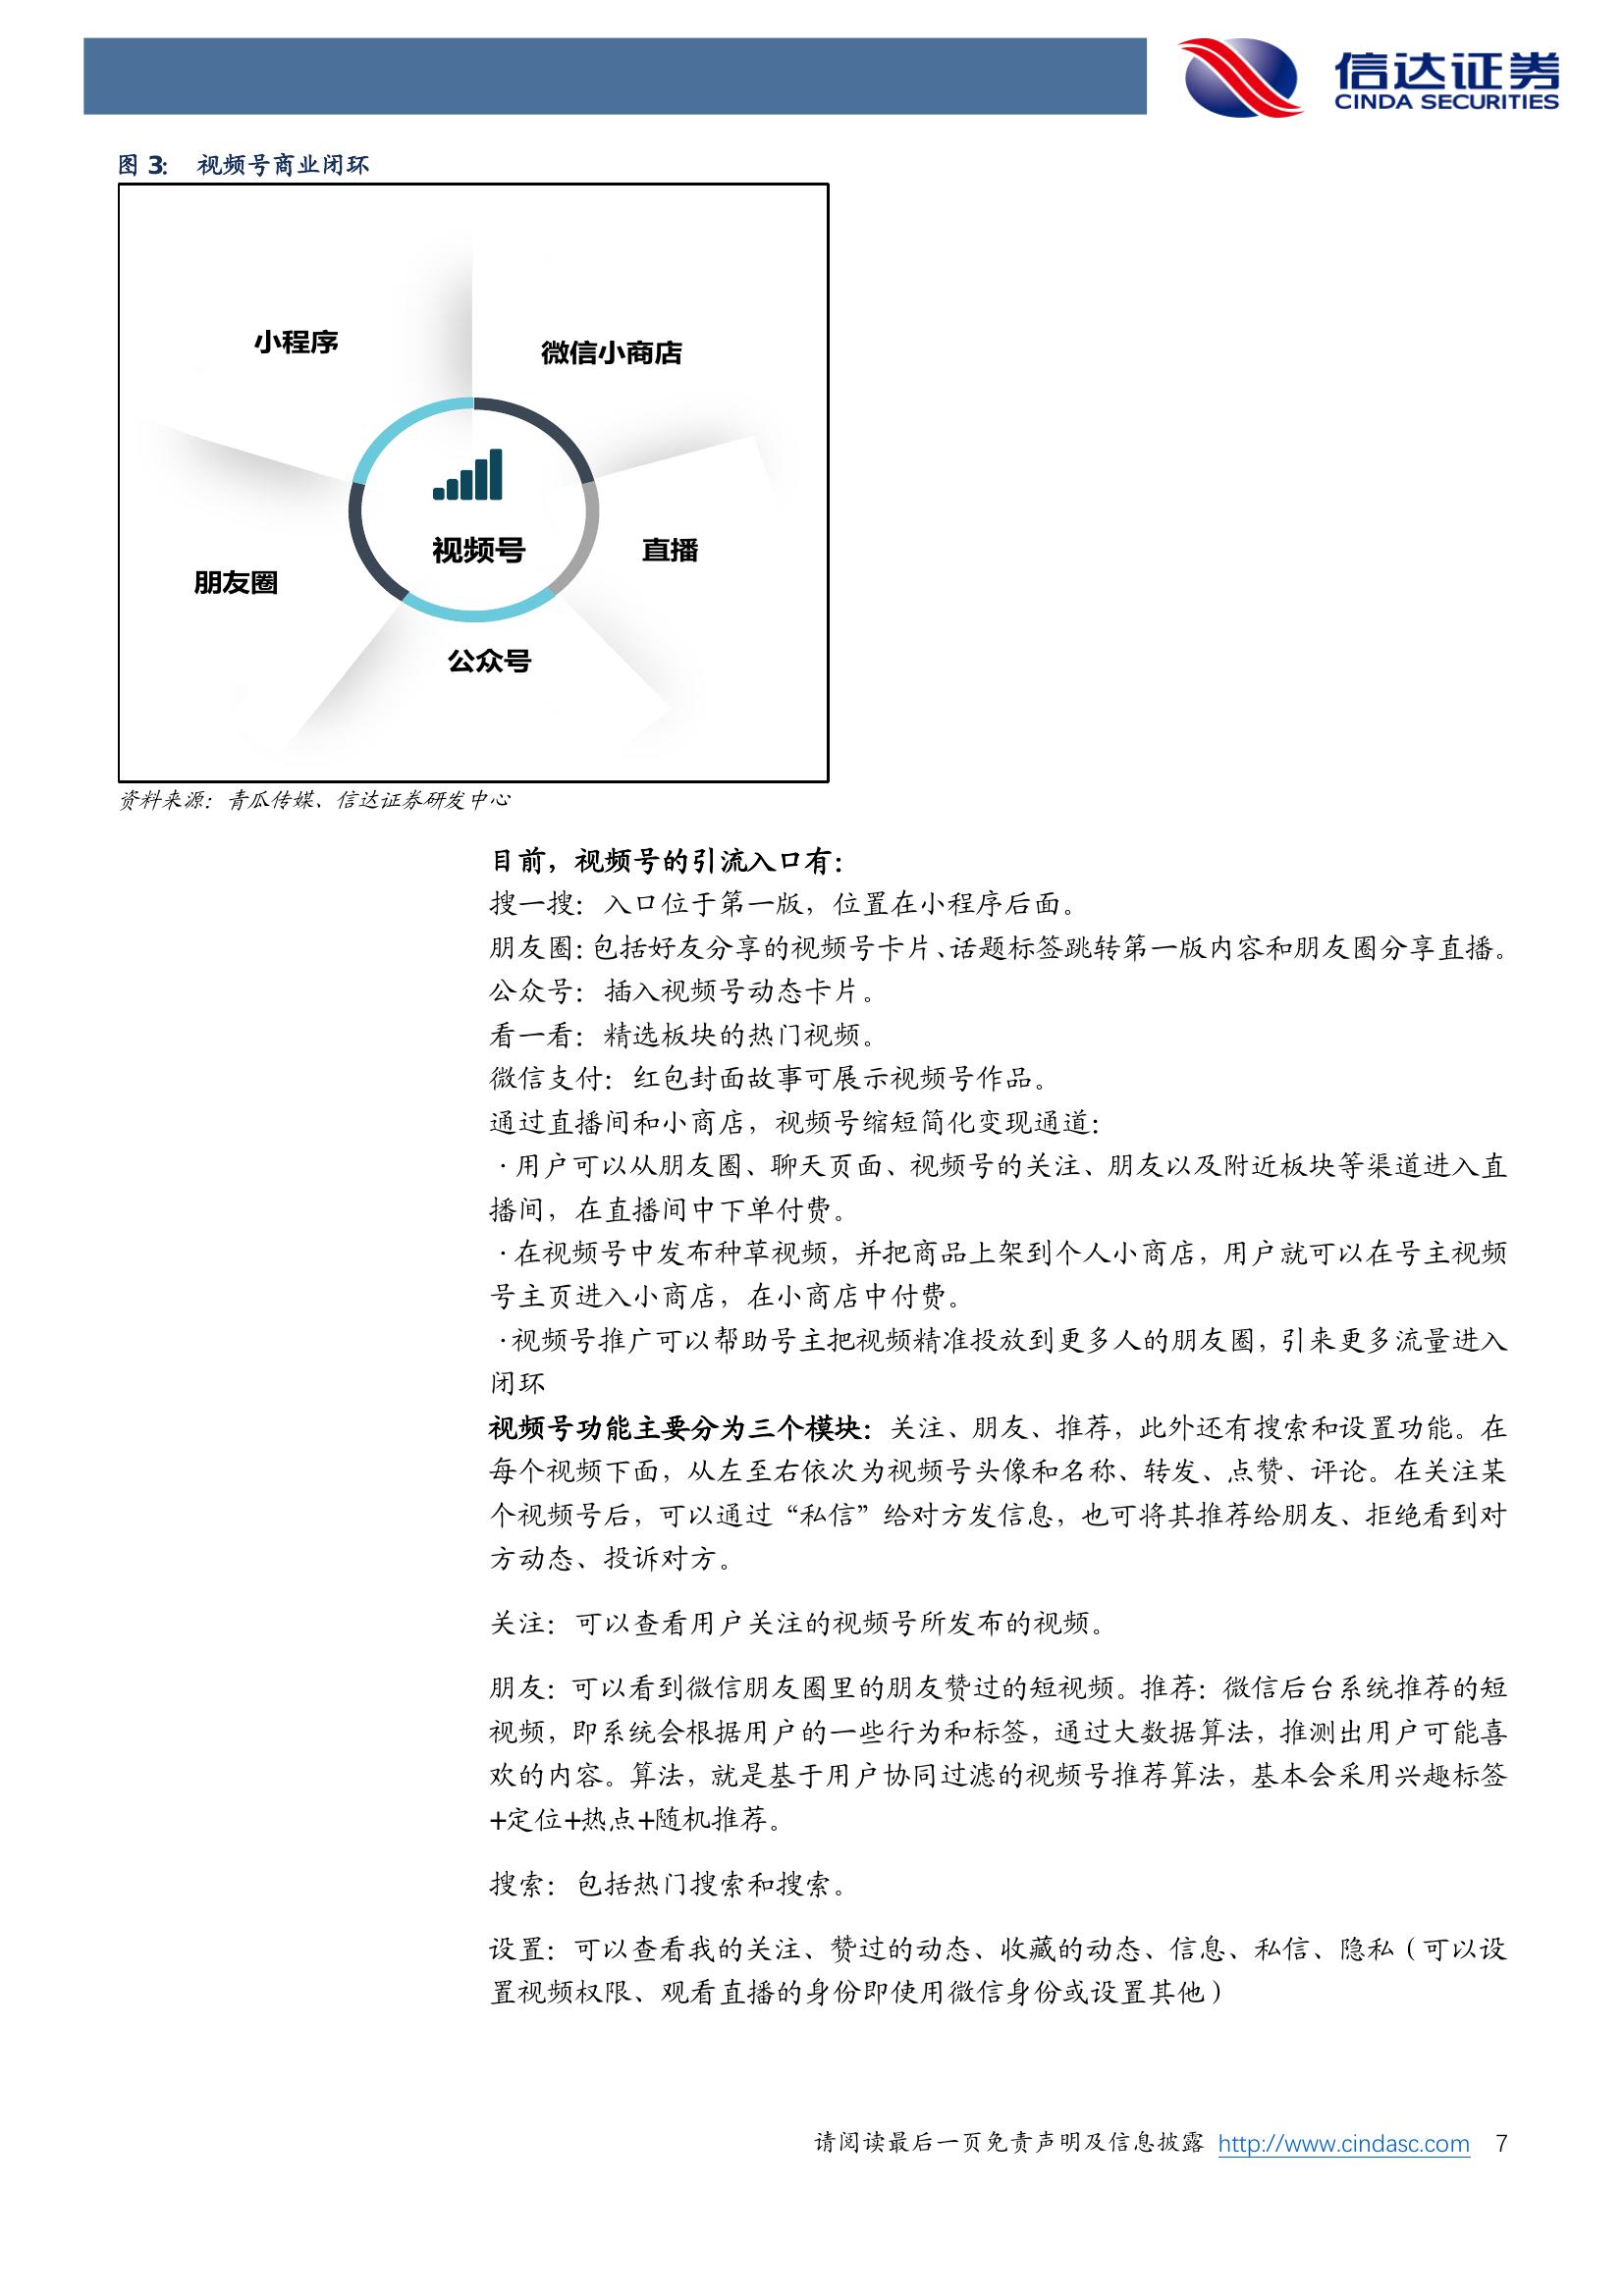 信达证券
CINDA SECURITIES
图 3: 视频号商业闭环
小程序
微信小商店
视频号
直播
朋友圈
公众号
资料来源：青瓜传媒、信达证券研发中心
目前，视频号的引流入口有：
搜一搜：入口位于第一版，位置在小程序后面。
朋友圈：包括好友分享的视频号卡片、话题标签跳转第一版内容和朋友圈分享直播。
公众号：插入视频号动态卡片。
看一看：精选板块的热门视频。
微信支付：红包封面故事可展示视频号作品。
通过直播间和小商店，视频号缩短简化变现通道：
·用户可以从朋友圈、聊天页面、视频号的关注、朋友以及附近板块等渠道进入直
播间，在直播间中下单付费。
·在视频号中发布种草视频，并把商品上架到个人小商店，用户就可以在号主视频
号主页进入小商店，在小商店中付费。
·视频号推广可以帮助号主把视频精准投放到更多人的朋友圈，引来更多流量进入
闭环
视频号功能主要分为三个模块：关注、朋友、推荐，此外还有搜索和设置功能。在
每个视频下面，从左至右依次为视频号头像和名称、转发、点赞、评论。在关注某
个视频号后，可以通过“私信”给对方发信息，也可将其推荐给朋友、拒绝看到对
方动态、投诉对方。
关注：可以查看用户关注的视频号所发布的视频。
朋友：可以看到微信朋友圈里的朋友赞过的短视频。推荐：微信后台系统推荐的短
视频，即系统会根据用户的一些行为和标签，通过大数据算法，推测出用户可能喜
欢的内容。算法，就是基于用户协同过滤的视频号推荐算法，基本会采用兴趣标签
+定位+热点+随机推荐。
搜索：包括热门搜索和搜索。
设置：可以查看我的关注、赞过的动态、收藏的动态、信息、私信、隐私（可以设
置视频权限、观看直播的身份即使用微信身份或设置其他）
请阅读最后一页免责声明及信息披露 http://www.cindasc.com 7